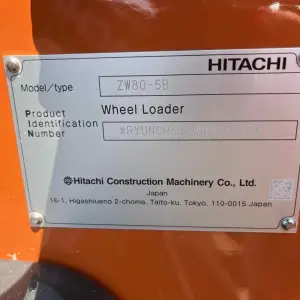 HITACHI
Model/type ZW80-5B
Product Identification Number
Wheel Loader
®Hitachi Construction Machinery Co., Ltd.
Japan
16-1, Higashiueno 2-chome, Taito-ku, Tokyo, 110-0015 Japan